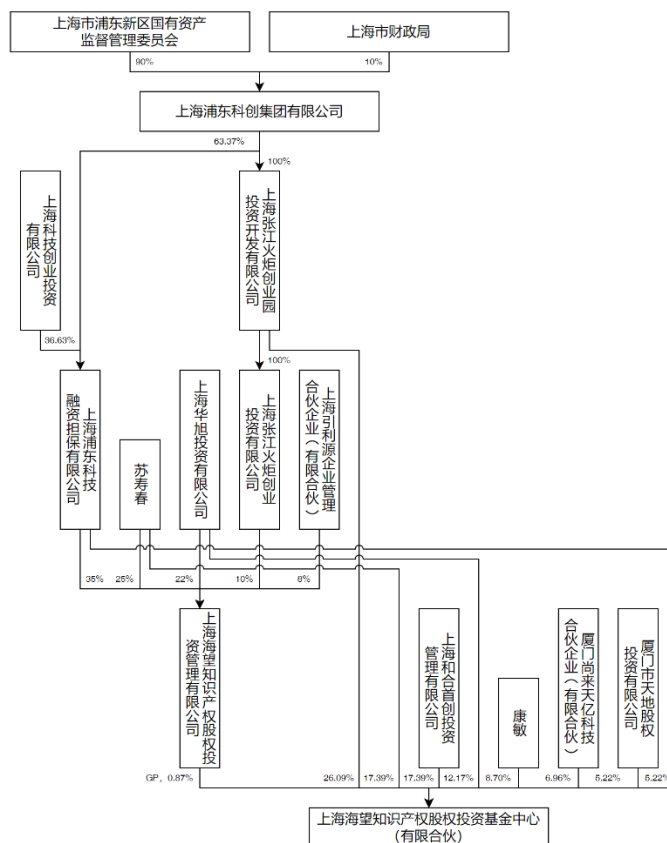 上海市浦东新区国有资产
监督管理委员会
上海市财政局
90%
10%
上海浦东科创集团有限公司
63.37%
100%
上海科技创业投资
有限公司
上海张江火炬创业园
投资开发有限公司
36.63%
100%
上海浦东科技
融资担保有限公司
苏寿春
上海华旭投资有限公司
上海张江火炬创业
投资有限公司
上海引利源企业管理
合伙企业（有限合伙）
35%
25%
22%
10%
8%
上海海望知识产权股权投
资管理有限公司
上海和合首创投资
管理有限公司
康敏
厦门尚来天亿科技
合伙企业（有限合伙）
厦门市天地股权
投资有限公司
GP，0.87%
26.09%
17.39%
17.39%
12.17%
8.70%
6.96%
5.22%
5.22%
上海海望知识产权股权投资基金中心
（有限合伙）